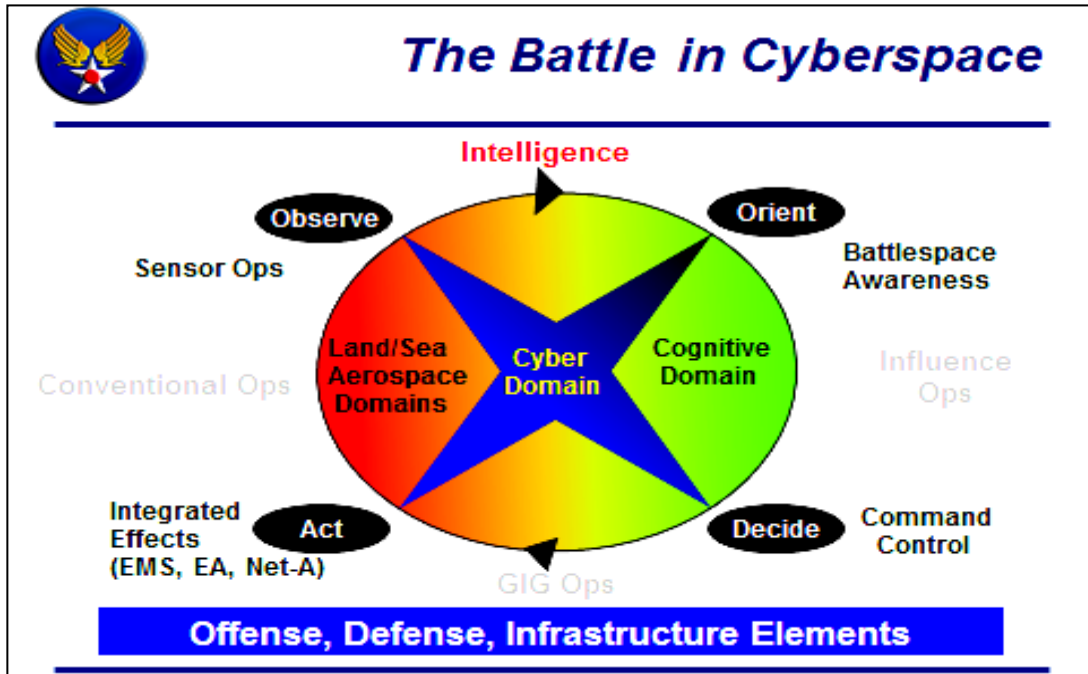 The Battle in Cyberspace
Intelligence
Observe
Orient
Sensor Ops
Battlespace
Awareness
Land/Sea
Aerospace
Domains
Cyber
Domain
Cognitive
Domain
Conventional Ops
Influence
Ops
Integrated
Effects
(EMS, EA, Net-A)
Act
Decide
Command
Control
GIG Ops
Offense, Defense, Infrastructure Elements